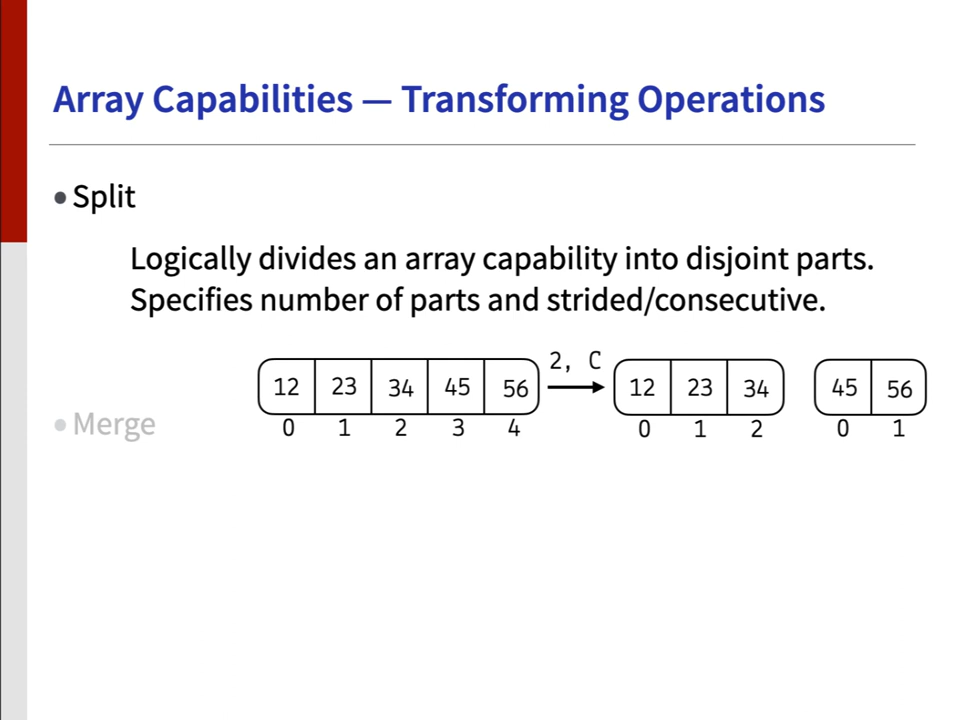 Array Capabilities — Transforming Operations
• Split
Logically divides an array capability into disjoint parts.
Specifies number of parts and strided/consecutive.
12 23 34 45 56 2, C 12 23 34 45 56
0 1 2 3 4 0 1 2 0 1
• Merge